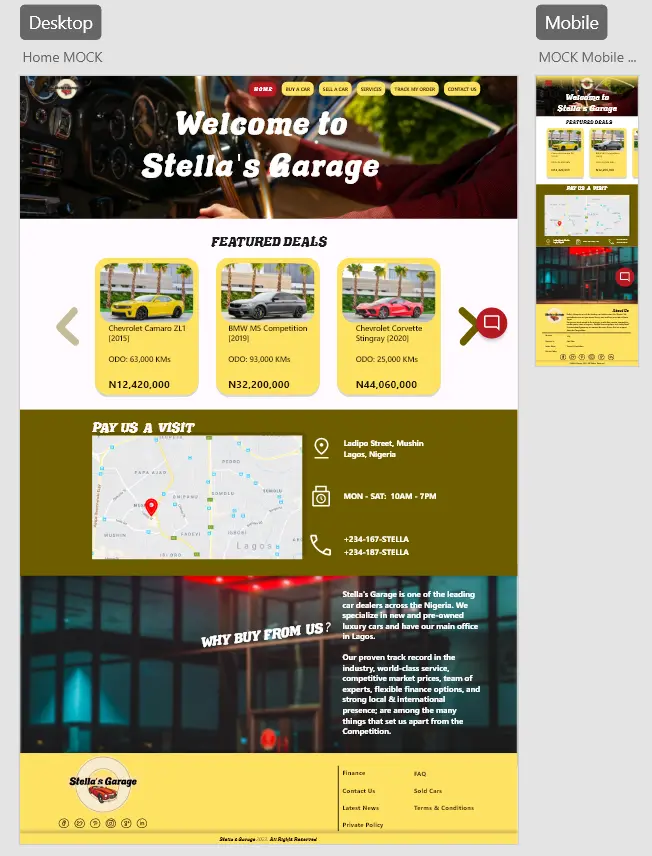 Desktop
Mobile
Home MOCK
MOCK Mobile ...
HOME
BUY A CAR
SELL A CAR
SERVICES
TRACK MY ORDER
CONTACT US
Welcome to
Stella's Garage
FEATURED DEALS
Chevrolet Camaro ZL1
(2015)
ODO: 63,000 KMs
N12,420,000
BMW M5 Competition
(2019)
ODO: 93,000 KMs
N32,200,000
Chevrolet Corvette
Stingray (2020)
ODO: 25,000 KMs
N44,060,000
PAY US A VISIT
PAPA ALAO
MUSHIN
SOMOLU
SOMOLU
FADEYI
IGBOBI
Lagos
Ladipo Street, Mushin
Lagos, Nigeria
MON - SAT: 10AM - 7PM
+234-167-STELLA
+234-187-STELLA
WHY BUY FROM US?
Stella's Garage is one of the leading
car dealers across the Nigeria. We
specialize in new and pre-owned
luxury cars and have our main office
in Lagos.
Our proven track record in the
industry, world-class service,
competitive market prices, team of
experts, flexible finance options, and
strong local & international
presence; are among the many
things that set us apart from the
Competition.
Stella's Garage
Finance
FAQ
Contact Us
Sold Cars
Latest News
Terms & Conditions
Private Policy
Stella's Garage All Rights Reserved
Welcome to
Stella's Garage
FEATURED DEALS
PAY US A VISIT
About Us